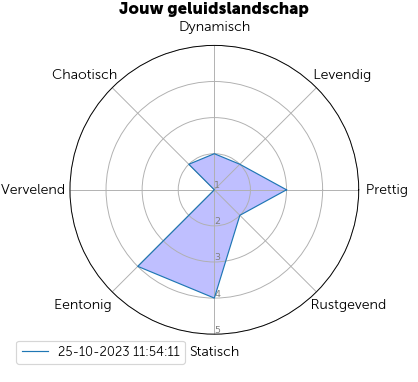 Jouw geluidslandschap
Dynamisch
Chaotisch
Levendig
Vervelend
Prettig
1
2
3
4
5
Eentonig
Rustgevend
25-10-2023 11:54:11
Statisch